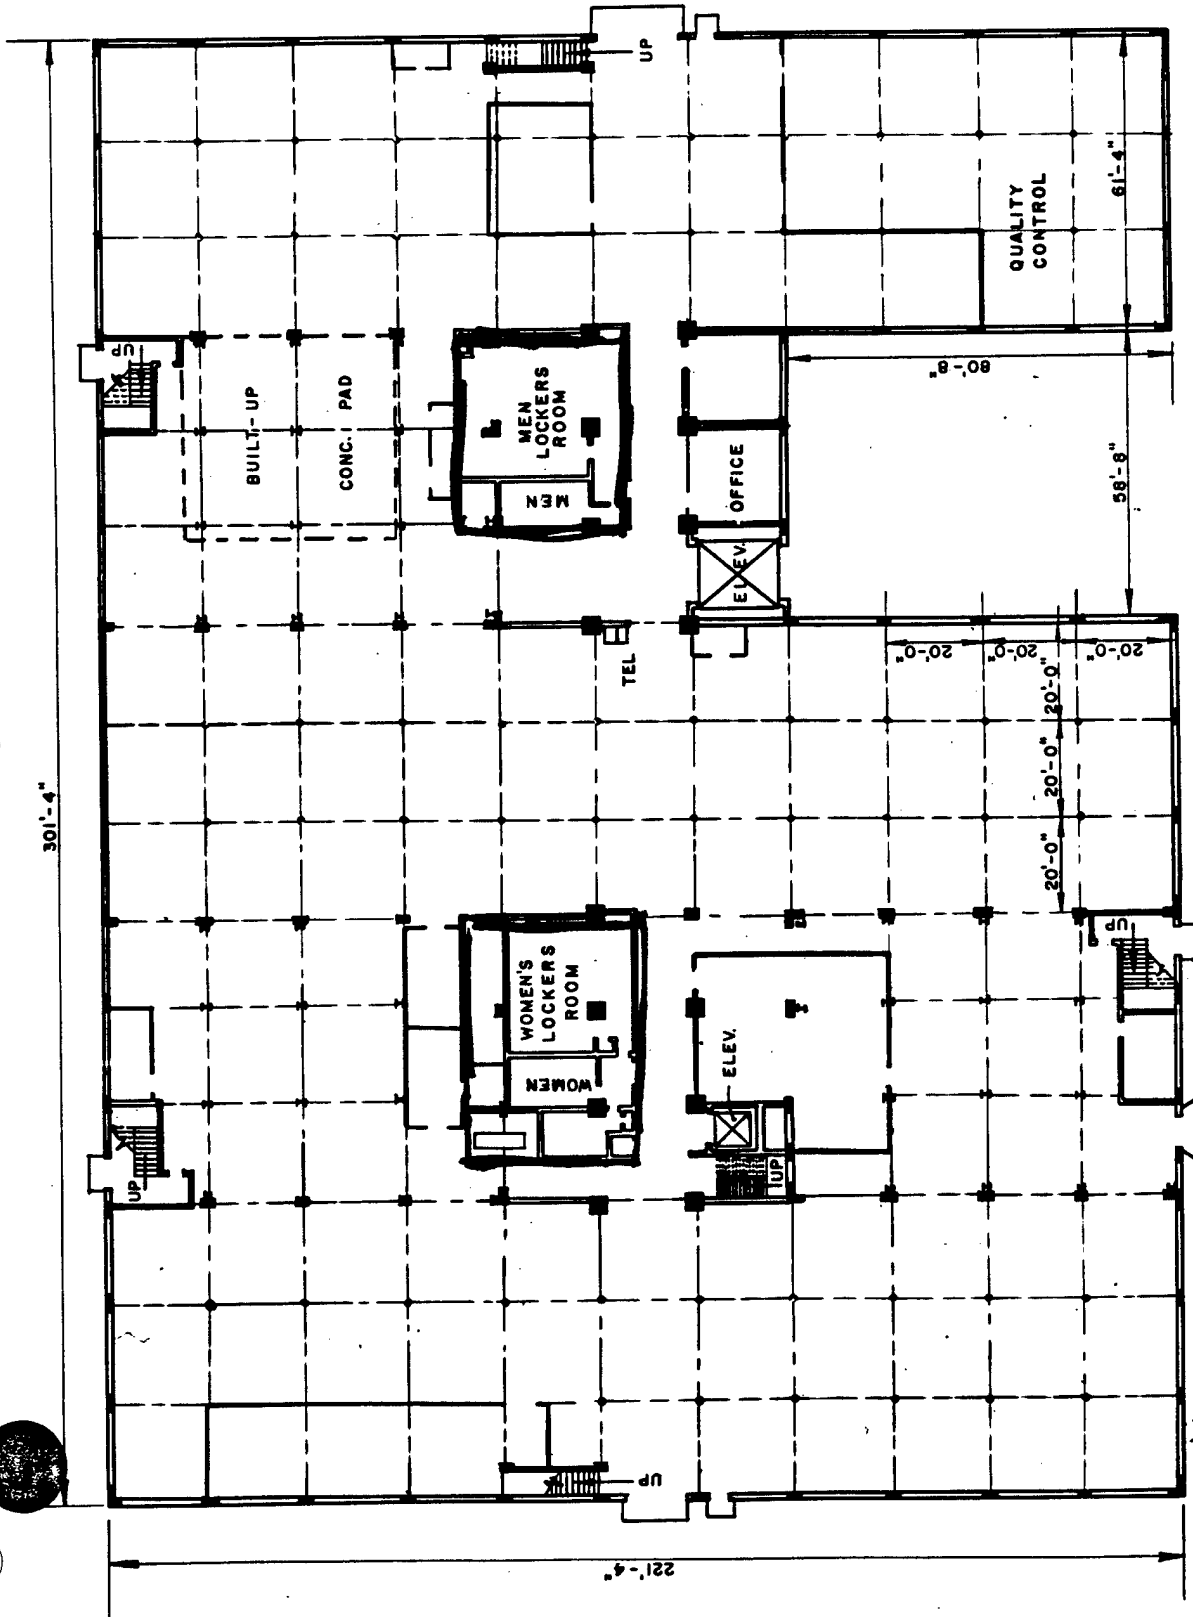 UP
61'-4"
QUALITY
CONTROL
UP
80'-8"
BUILT-UP
CONC. PAD
MEN
LOCKERS
ROOM
MEN
OFFICE
58'-8"
ELEV.
TEL
20'-0"
20'-0"
20'-0"
20'-0"
20'-0"
20'-0"
301'-4"
UP
WOMEN'S
LOCKERS
ROOM
WOMEN
ELEV.
UP
UP
UP
221'-4"